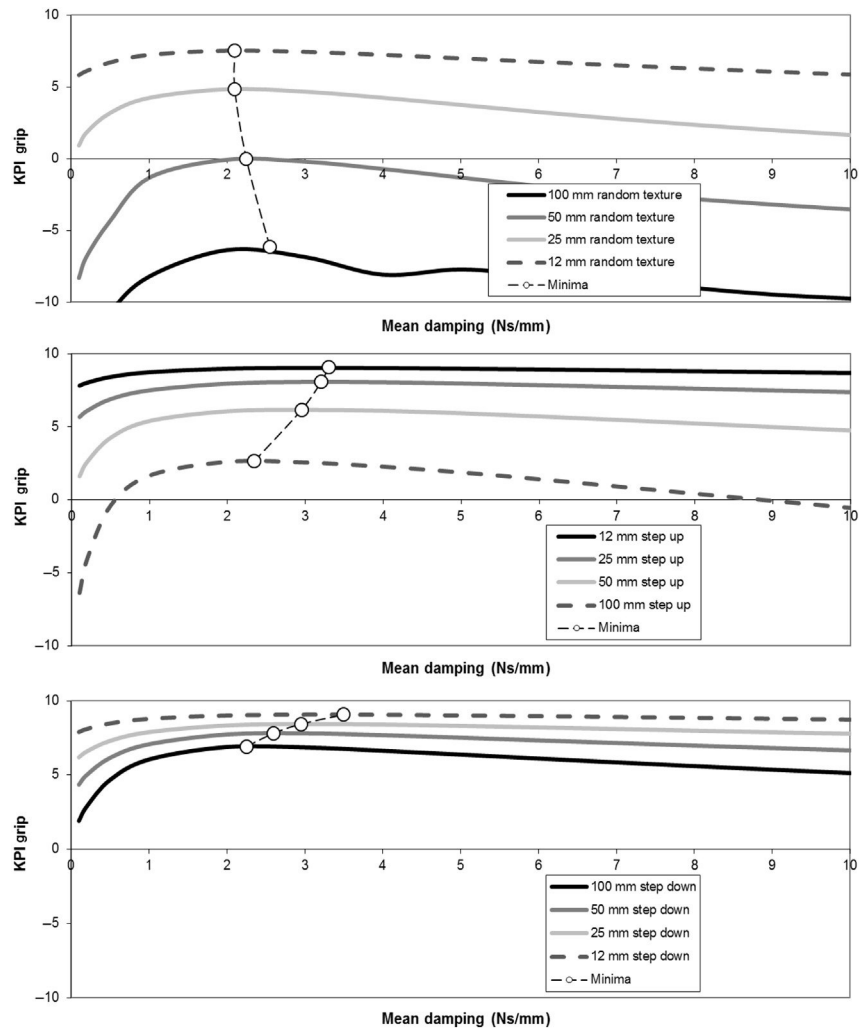 10
5
KPI grip
0
0 1 2 3 4 5 6 7 8 9 10
–5
100 mm random texture
50 mm random texture
25 mm random texture
12 mm random texture
Minima
–10
Mean damping (Ns/mm)
10
5
KPI grip
0
0 1 2 3 4 5 6 7 8 9 10
–5
12 mm step up
25 mm step up
50 mm step up
100 mm step up
Minima
–10
Mean damping (Ns/mm)
10
5
KPI grip
0
0 1 2 3 4 5 6 7 8 9 10
–5
100 mm step down
50 mm step down
25 mm step down
12 mm step down
Minima
–10
Mean damping (Ns/mm)